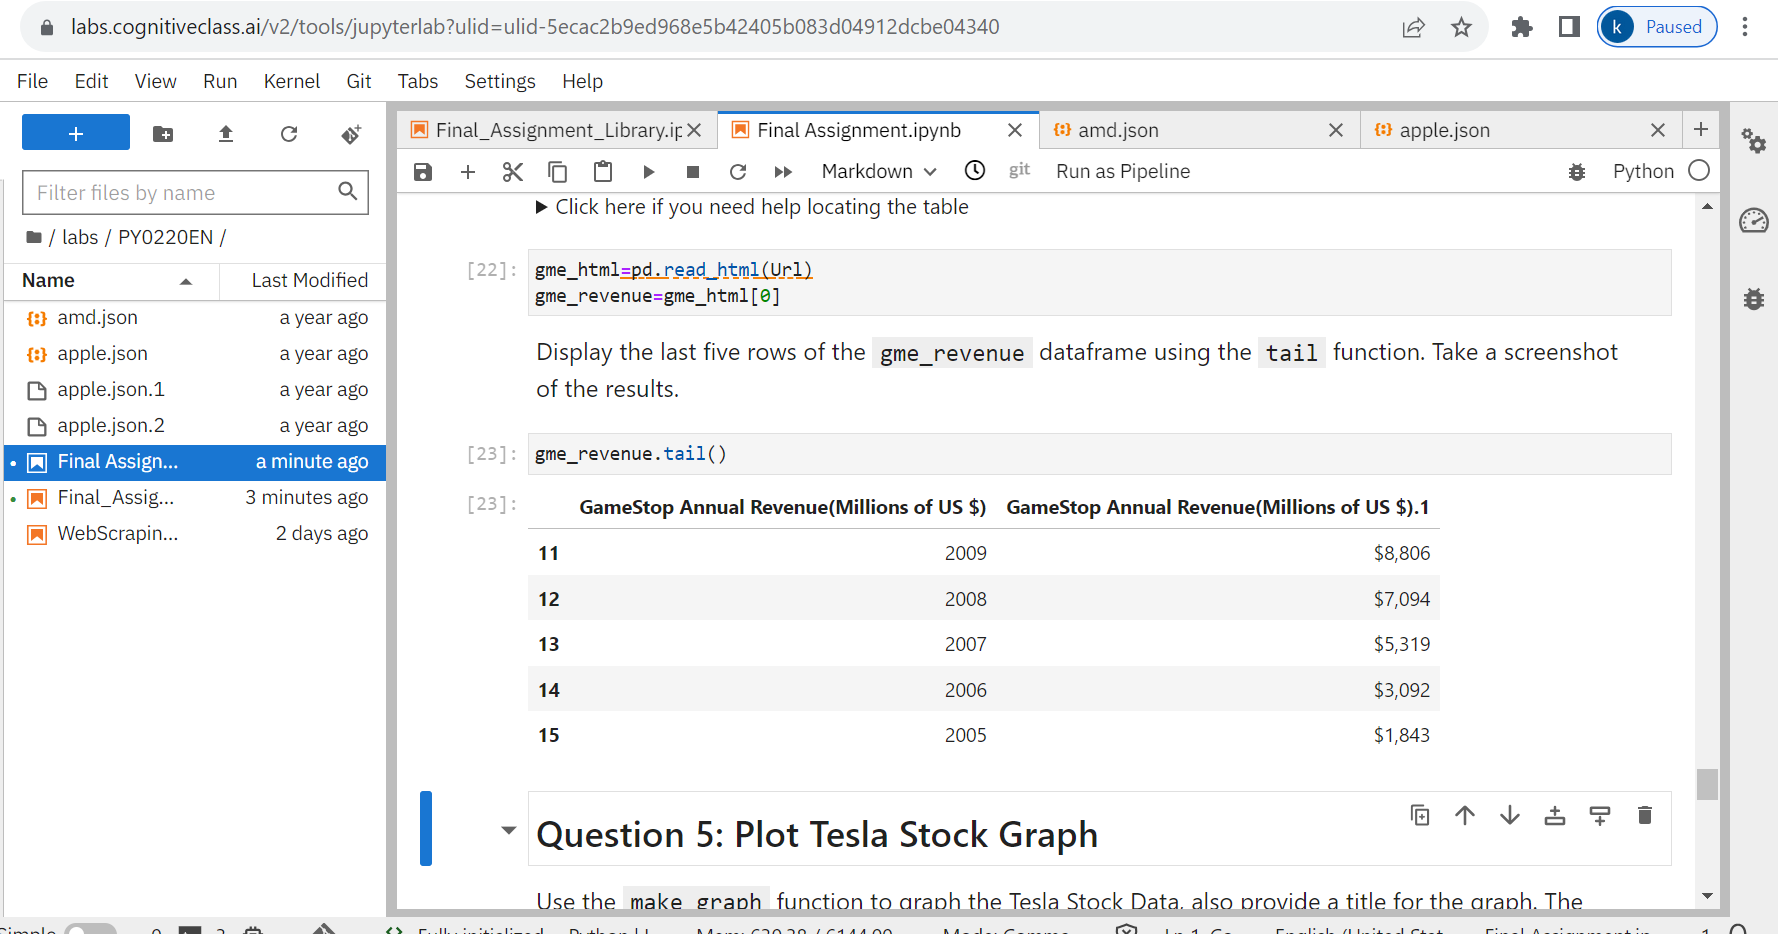 labs.cognitiveclass.ai/v2/tools/jupyterlab?ulid=ulid-5ecac2b9ed968e5b42405b083d04912dcbe04340
k Paused
File Edit View Run Kernel Git Tabs Settings Help
Final_Assignment_Library.ip
Final Assignment.ipynb
amd.json
apple.json
Markdown
git
Run as Pipeline
Python
Filter files by name
/ labs / PY0220EN /
Name Last Modified
amd.json a year ago
apple.json a year ago
apple.json.1 a year ago
apple.json.2 a year ago
Final Assign... a minute ago
Final_Assig... 3 minutes ago
WebScrapin... 2 days ago
Click here if you need help locating the table
[22]: gme_html=pd.read_html(Url)
gme_revenue=gme_html[0]
Display the last five rows of the gme_revenue dataframe using the tail function. Take a screenshot
of the results.
[23]: gme_revenue.tail()
[23]: GameStop Annual Revenue(Millions of US $) GameStop Annual Revenue(Millions of US $).1
11 2009 $8,806
12 2008 $7,094
13 2007 $5,319
14 2006 $3,092
15 2005 $1,843
Question 5: Plot Tesla Stock Graph
Use the make_graph function to graph the Tesla Stock Data, also provide a title for the graph. The
Simple 0 Fully initialized Python Mode: Comma English (United Stat Final Assignment.ip 1